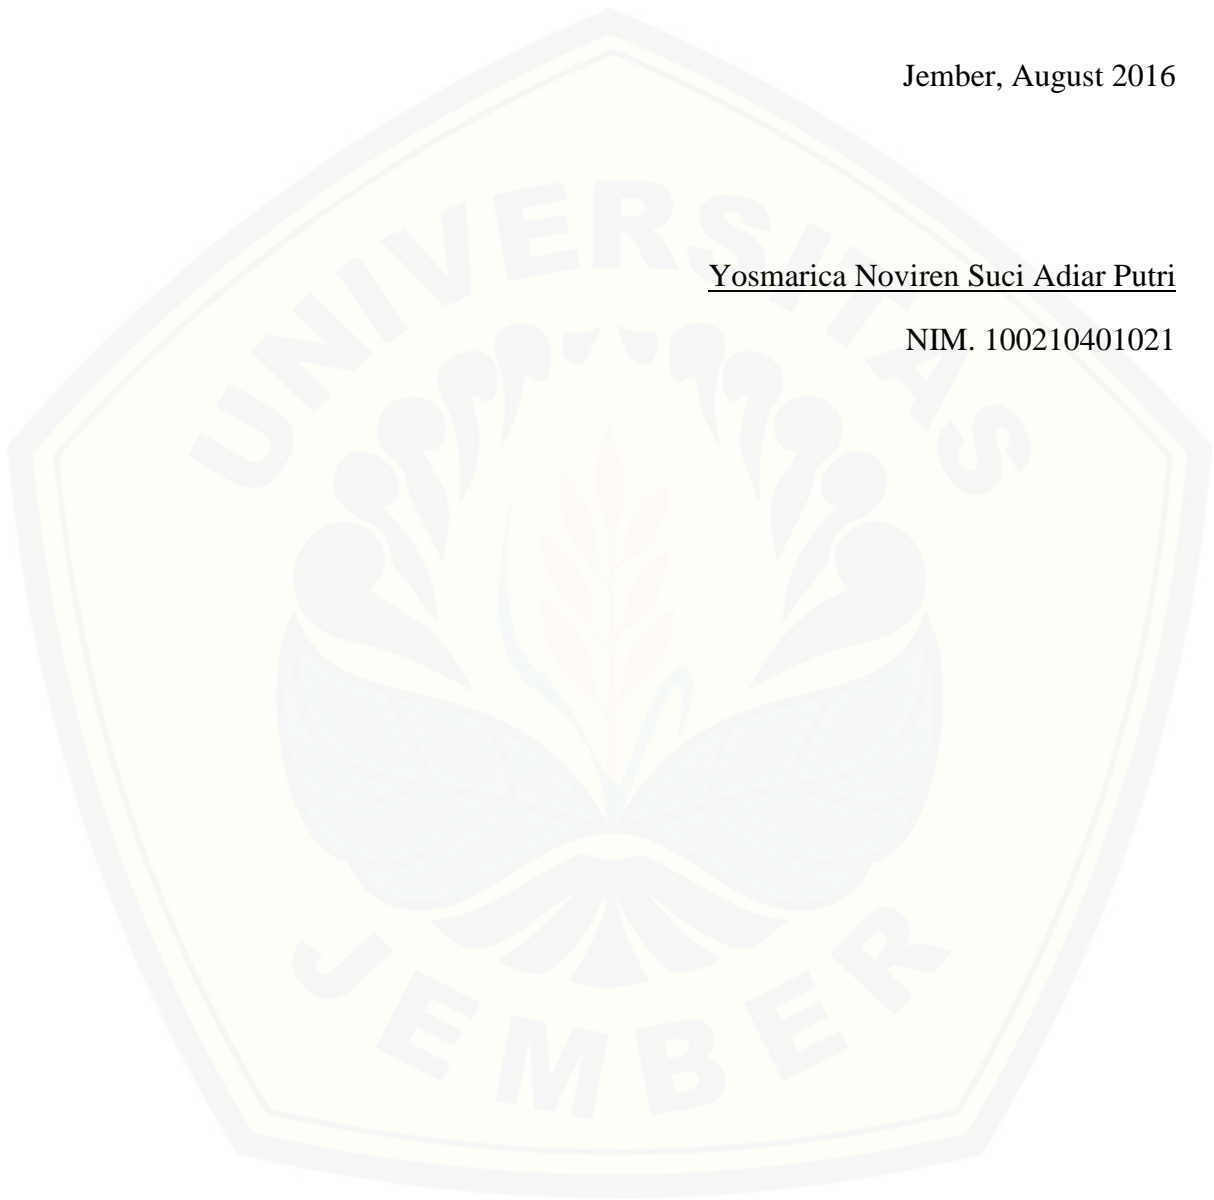 Jember, August 2016
Yosmarica Noviren Suci Adiar Putri
NIM. 100210401021
UNIVERSITAS
JEMBER